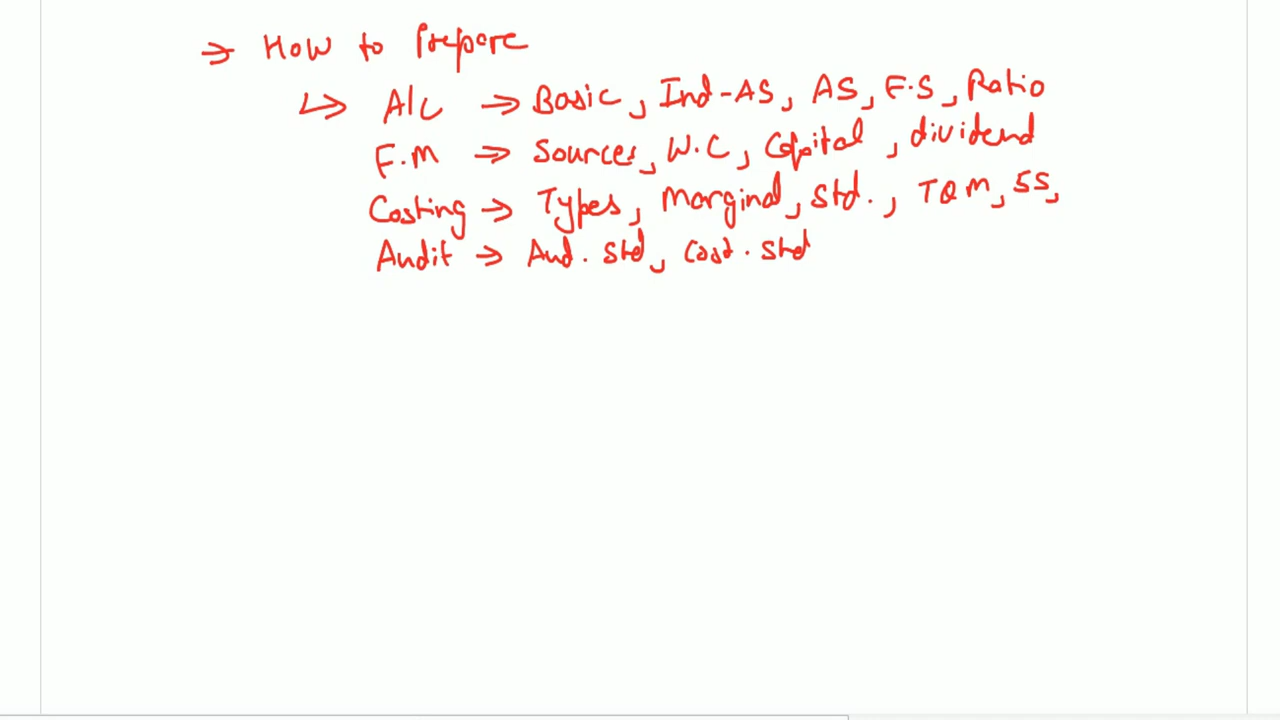 ⇒ How to Prepare
↳ A/c → Basic, Ind-AS, AS, F.S, Ratio
F.M → Sources, W.C, Capital, dividend
Costing → Types, Marginal, Std., TQM, 5S,
Audit → Aud. Std, Cost. Std